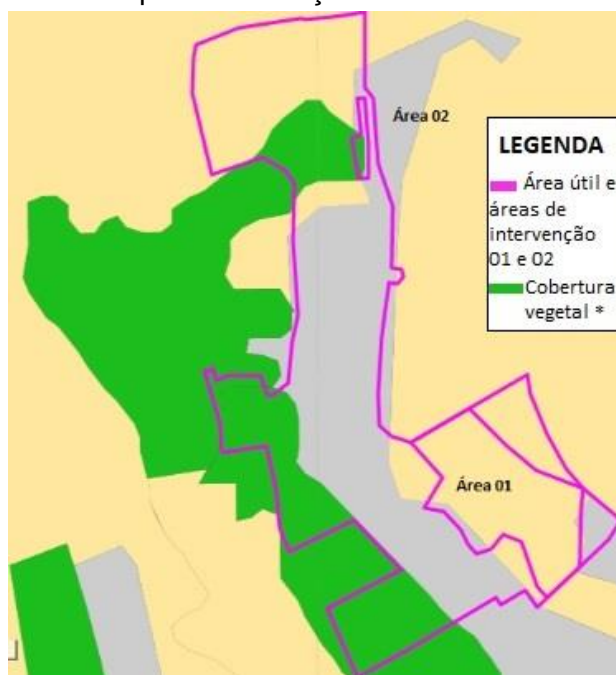 Área 02
LEGENDA
Área útil e
áreas de
intervenção
01 e 02
Cobertura
vegetal *
Área 01